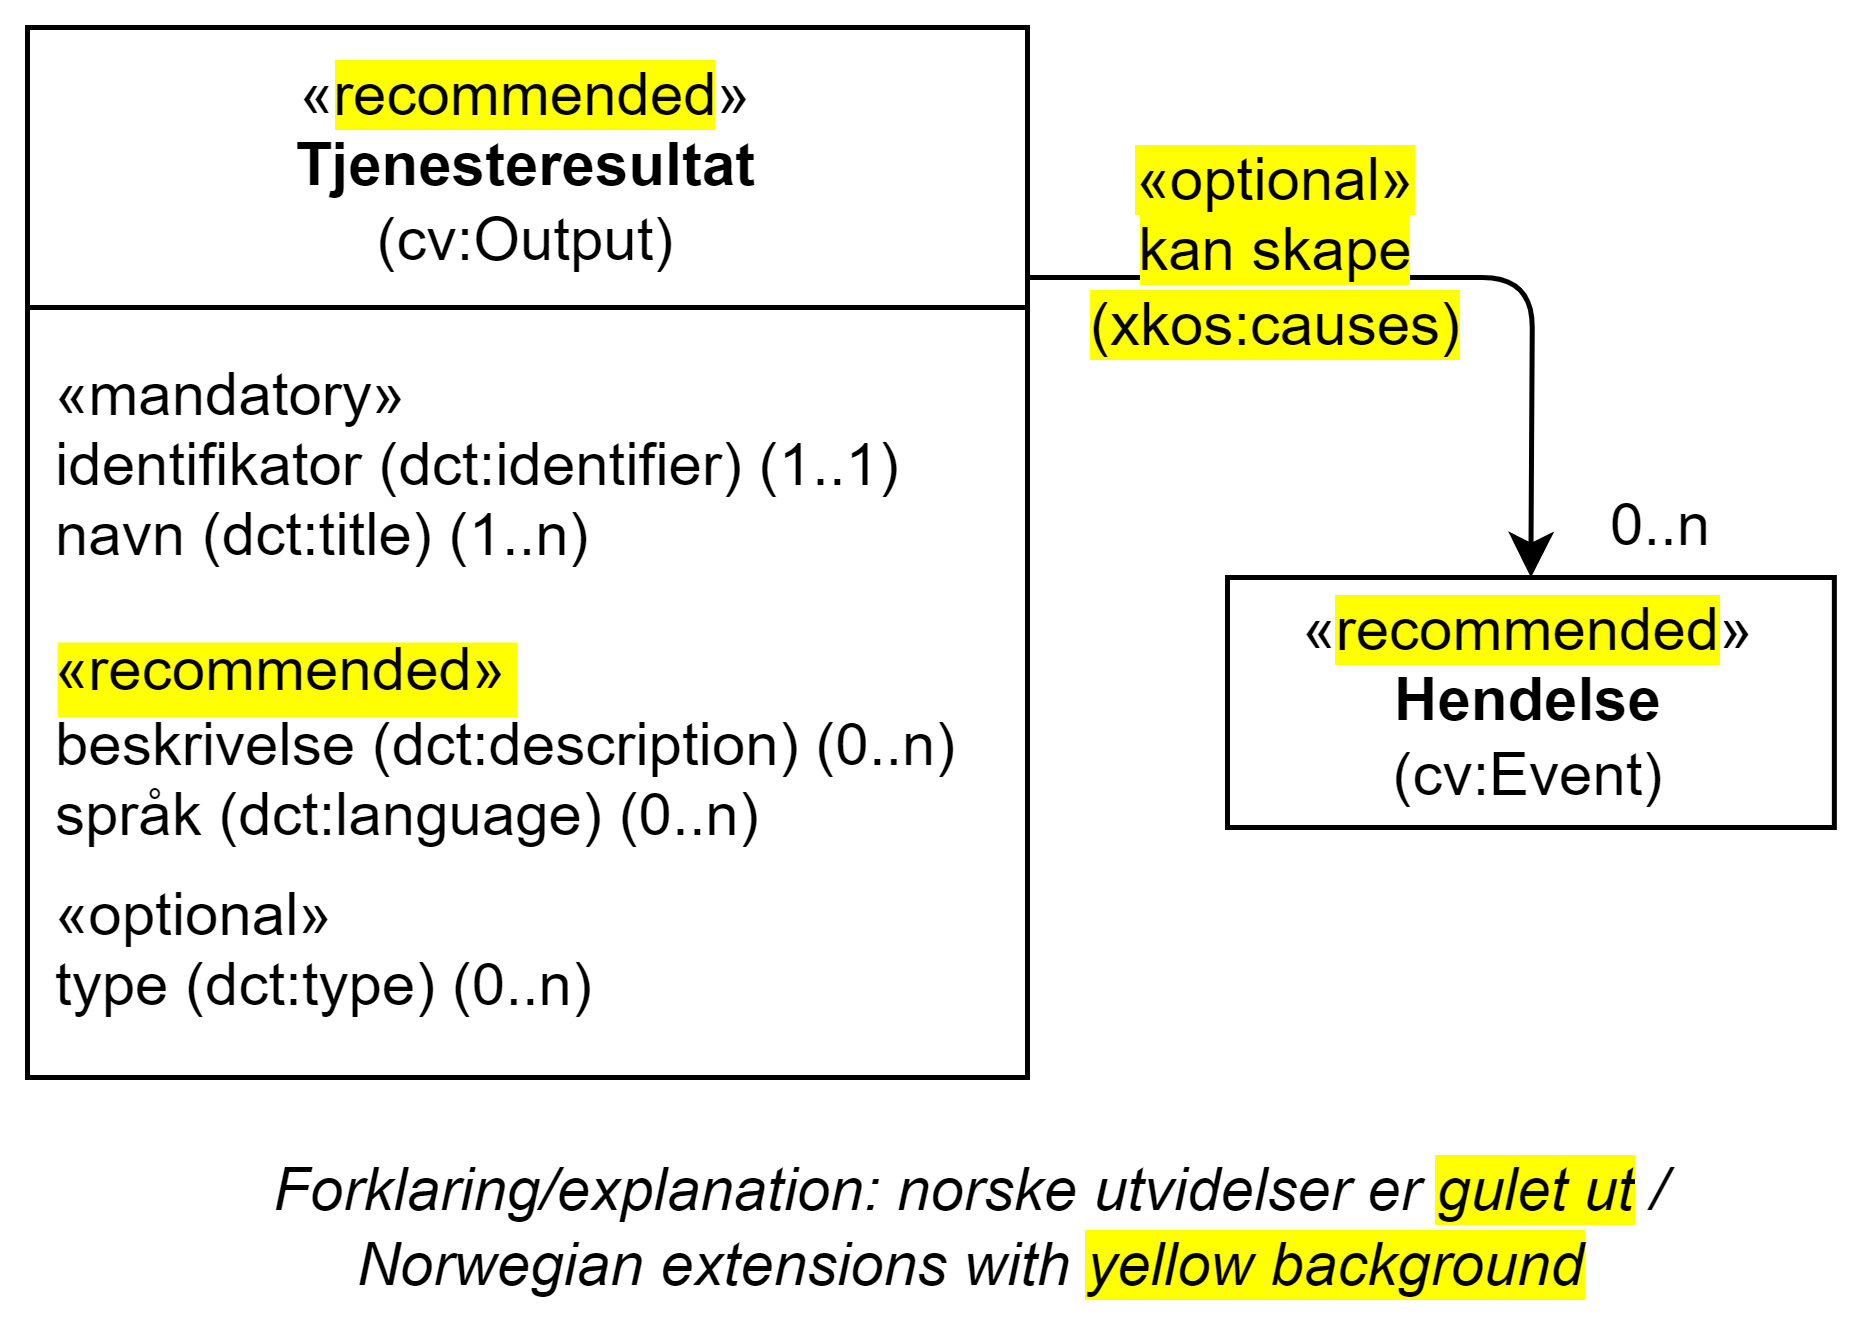 «recommended»
Tjenesteresultat
(cv:Output)
«mandatory»
identifikator (dct:identifier) (1..1)
navn (dct:title) (1..n)
«recommended»
beskrivelse (dct:description) (0..n)
språk (dct:language) (0..n)
«optional»
type (dct:type) (0..n)
«optional»
kan skape
(xkos:causes)
0..n
«recommended»
Hendelse
(cv:Event)
Forklaring/explanation: norske utvidelser er gulet ut /
Norwegian extensions with yellow background